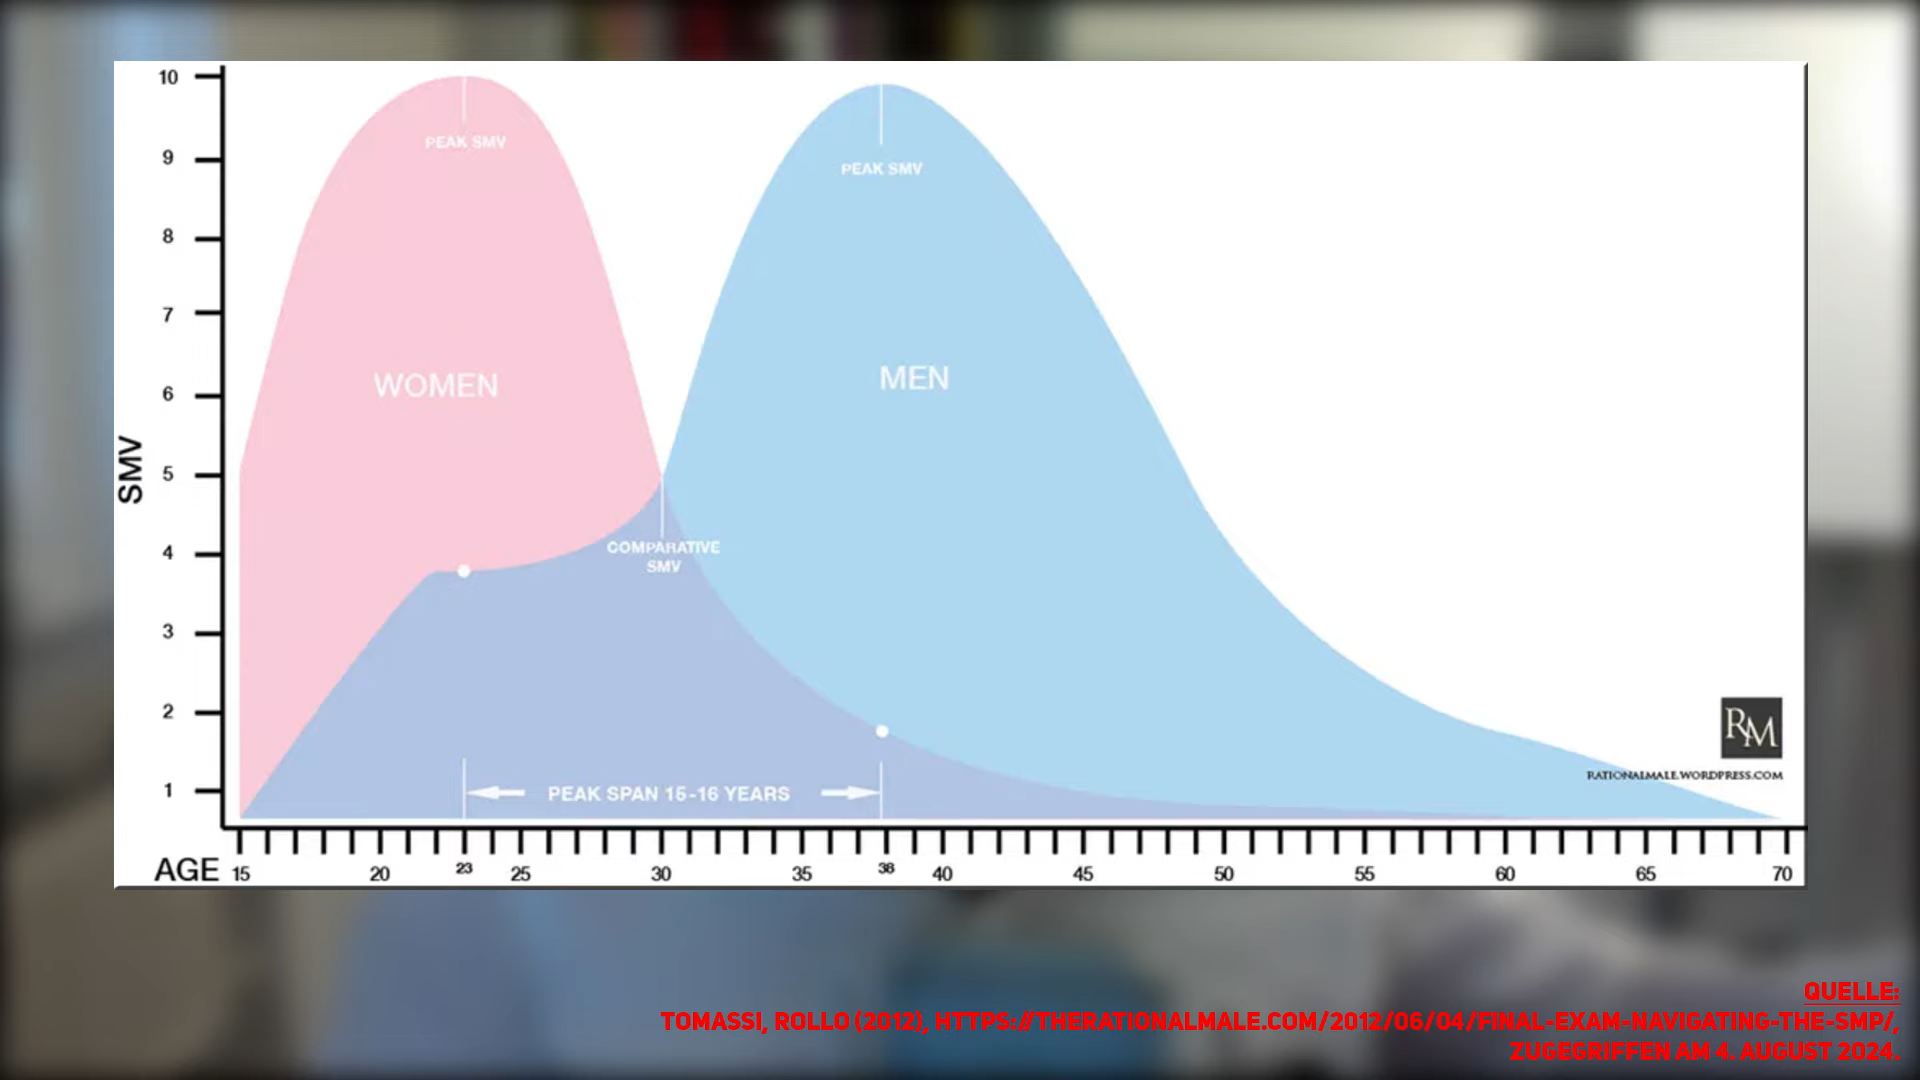 10
9
8
7
6
5
4
3
2
1
SMV
PEAK SMV
PEAK SMV
WOMEN
MEN
COMPARATIVE
SMV
PEAK SPAN 15-16 YEARS
RM
RATIONALMALE.WORDPRESS.COM
AGE 15 20 23 25 30 35 38 40 45 50 55 60 65 70
QUELLE:
TOMASSI, ROLLO (2012), HTTPS://THERATIONALMALE.COM/2012/06/04/FINAL-EXAM-NAVIGATING-THE-SMP/,
ZUGEGRIFFEN AM 4. AUGUST 2024.